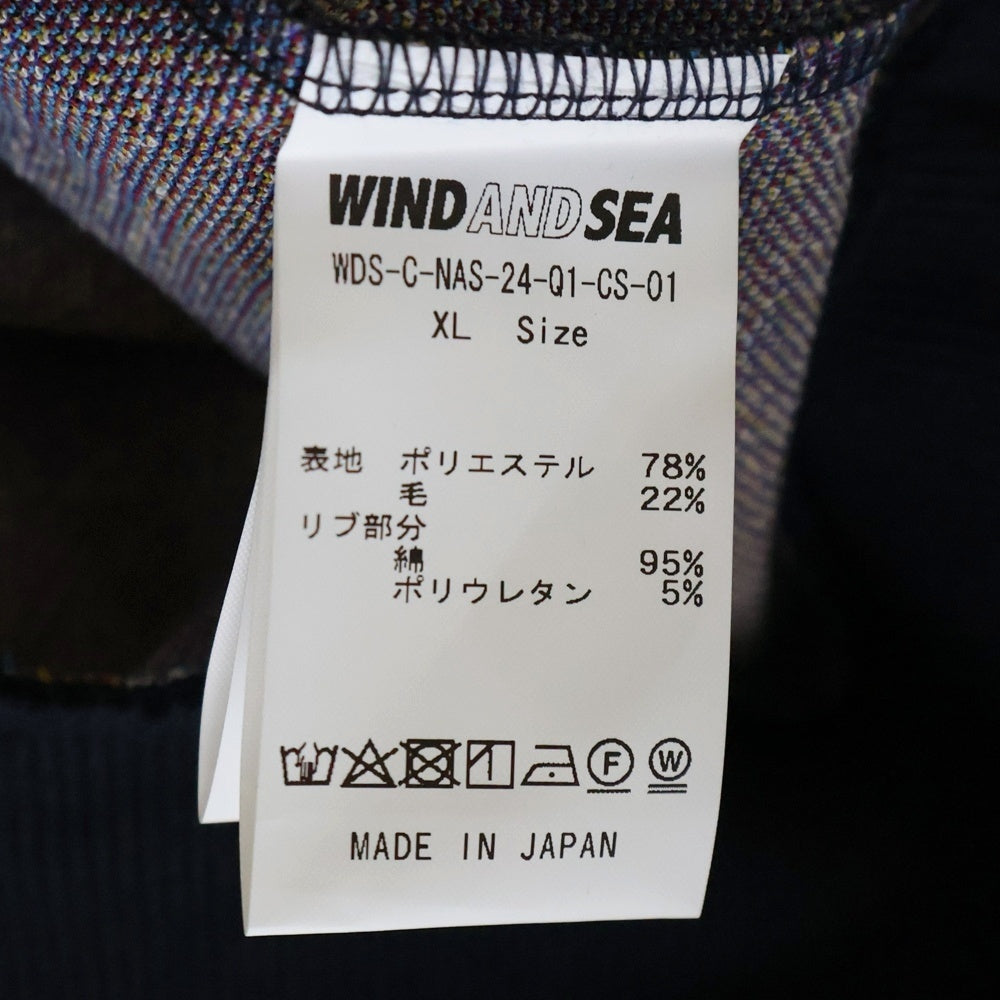 WINDANDSEA
WDS-C-NAS-24-Q1-CS-01
XL Size
表地 ポリエステル 78%
毛 22%
リブ部分
綿 95%
ポリウレタン 5%
F W
MADE IN JAPAN